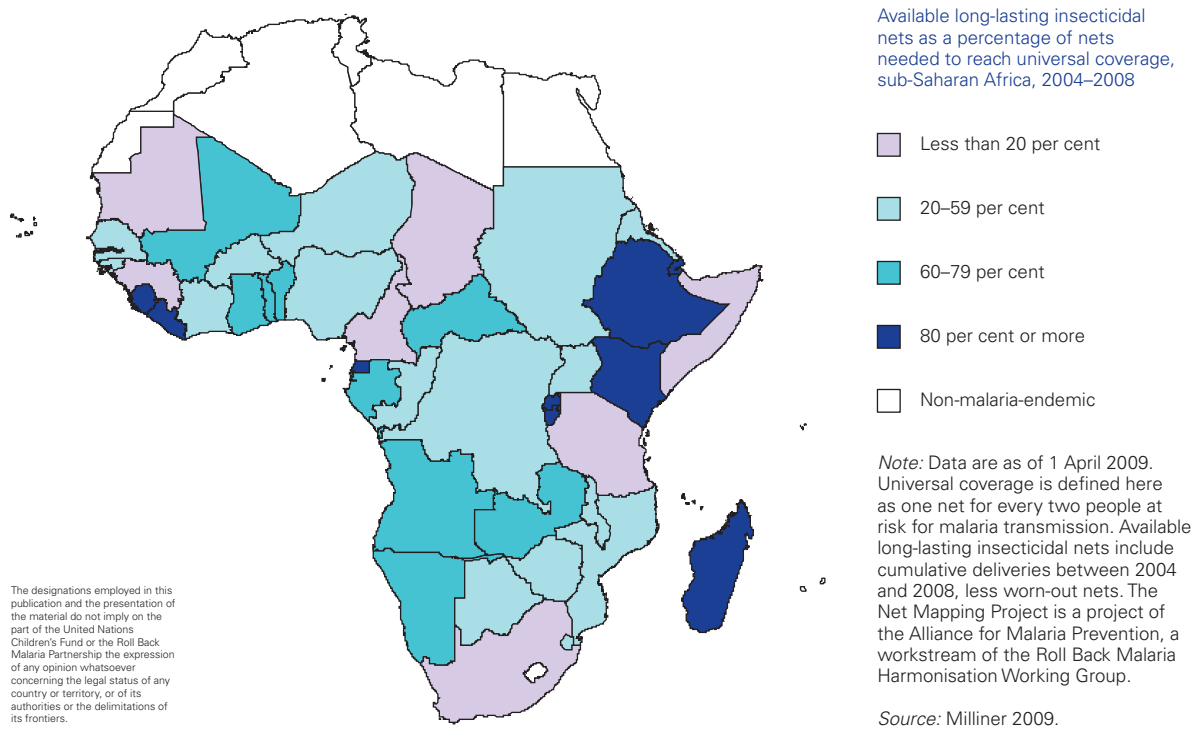 Available long-lasting insecticidal
nets as a percentage of nets
needed to reach universal coverage,
sub-Saharan Africa, 2004–2008
Less than 20 per cent
20–59 per cent
60–79 per cent
80 per cent or more
Non-malaria-endemic
Note: Data are as of 1 April 2009.
Universal coverage is defined here
as one net for every two people at
risk for malaria transmission. Available
long-lasting insecticidal nets include
cumulative deliveries between 2004
and 2008, less worn-out nets. The
Net Mapping Project is a project of
the Alliance for Malaria Prevention, a
workstream of the Roll Back Malaria
Harmonisation Working Group.
Source: Milliner 2009.
The designations employed in this
publication and the presentation of
the material do not imply on the
part of the United Nations
Children's Fund or the Roll Back
Malaria Partnership the expression
of any opinion whatsoever
concerning the legal status of any
country or territory, or of its
authorities or the delimitations of
its frontiers.